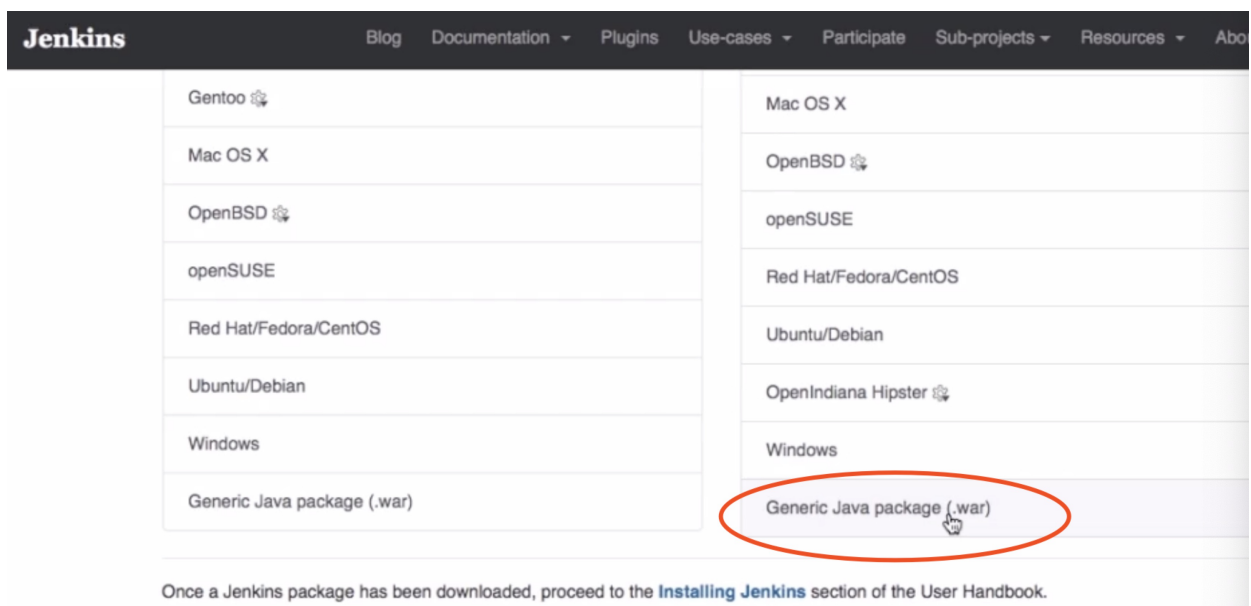 Jenkins Blog Documentation Plugins Use-cases Participate Sub-projects Resources
Gentoo
Mac OS X
OpenBSD
openSUSE
Red Hat/Fedora/CentOS
Ubuntu/Debian
Windows
Generic Java package (.war)
Mac OS X
OpenBSD
openSUSE
Red Hat/Fedora/CentOS
Ubuntu/Debian
OpenIndiana Hipster
Windows
Generic Java package (.war)
Once a Jenkins package has been downloaded, proceed to the Installing Jenkins section of the User Handbook.